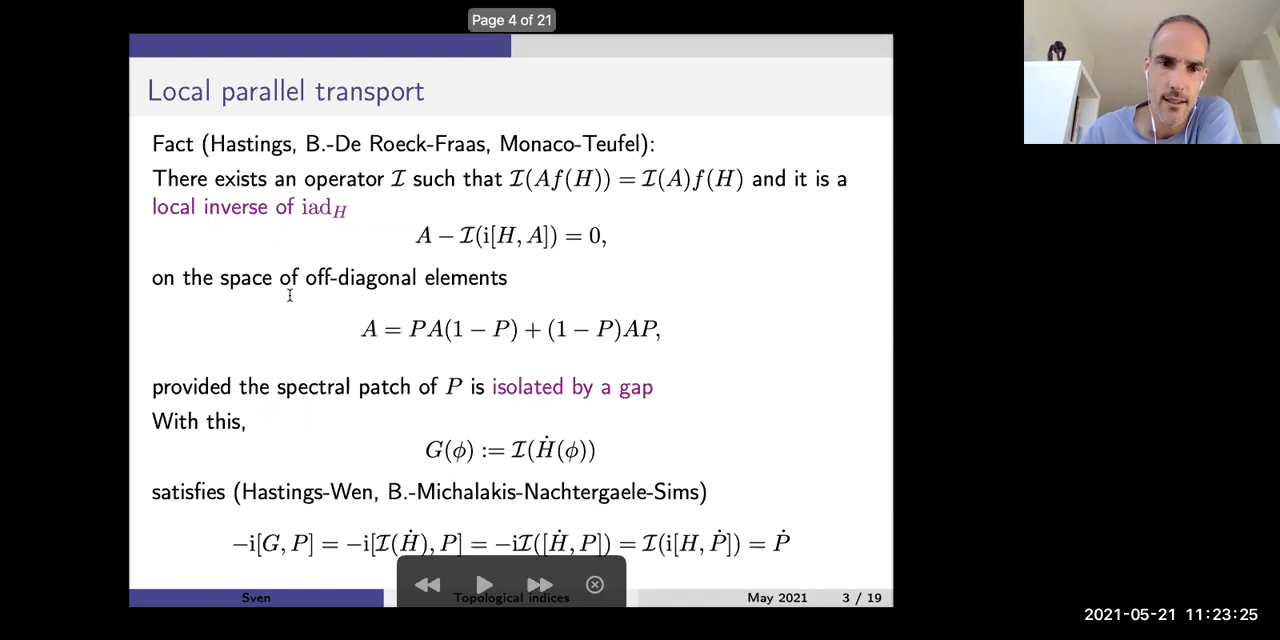 Page 4 of 21
Local parallel transport
Fact (Hastings, B.-De Roeck-Fraas, Monaco-Teufel):
There exists an operator ℐ such that ℐ(Af(H)) = ℐ(A)f(H) and it is a
local inverse of iad_H
A − ℐ(i[H, A]) = 0,
on the space of off-diagonal elements
A = PA(1 − P) + (1 − P)AP,
provided the spectral patch of P is isolated by a gap
With this,
G(ϕ) := ℐ(Ḣ(ϕ))
satisfies (Hastings-Wen, B.-Michalakis-Nachtergaele-Sims)
−i[G, P] = −i[ℐ(Ḣ), P] = −iℐ([Ḣ, P]) = ℐ(i[H, Ṗ]) = Ṗ
Sven Topological indices May 2021 3 / 19
2021-05-21 11:23:25